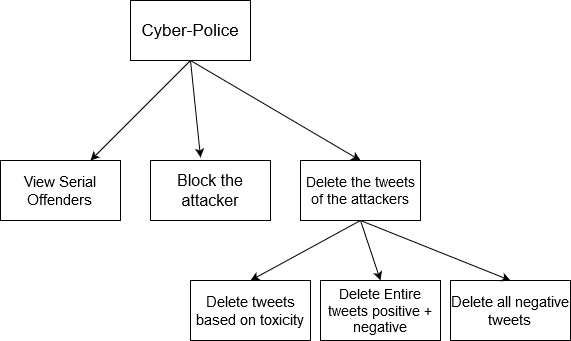 Cyber-Police
View Serial
Offenders
Block the
attacker
Delete the tweets
of the attackers
Delete tweets
based on toxicity
Delete Entire
tweets positive +
negative
Delete all negative
tweets